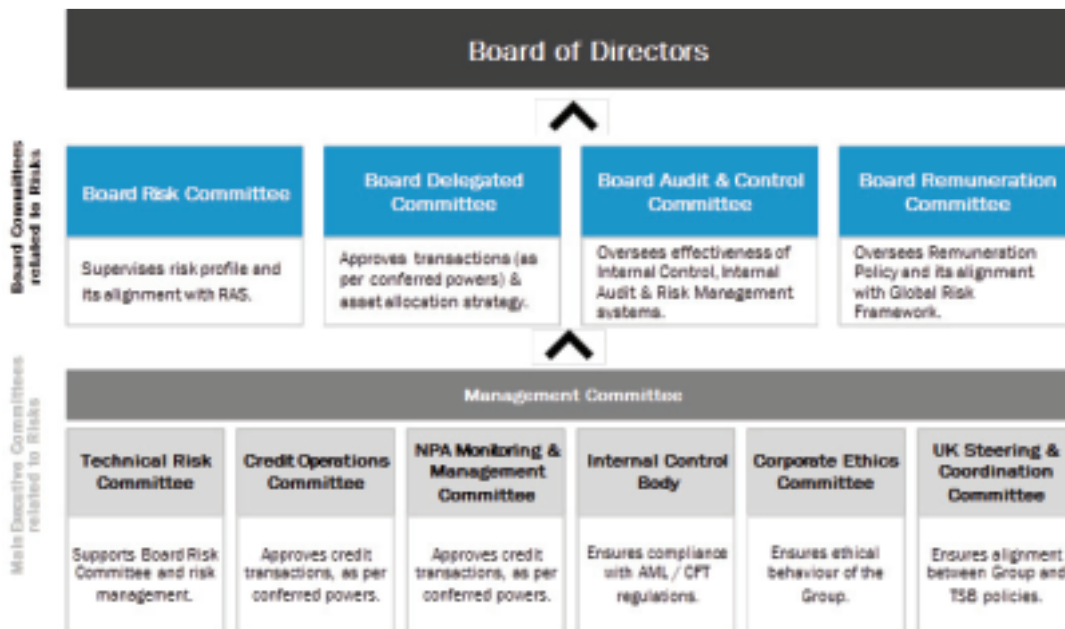 Board of Directors
Board Committees
related to Risks
Board Risk Committee
Supervises risk profile and
its alignment with RAS.
Board Delegated
Committee
Approves transactions (as
per conferred powers) &
asset allocation strategy.
Board Audit & Control
Committee
Oversees effectiveness of
Internal Control, Internal
Audit & Risk Management
systems.
Board Remuneration
Committee
Oversees Remuneration
Policy and its alignment
with Global Risk
Framework.
Main Executive Committees
related to Risks
Management Committee
Technical Risk
Committee
Supports Board Risk
Committee and risk
management.
Credit Operations
Committee
Approves credit
transactions, as per
conferred powers.
NPA Monitoring &
Management
Committee
Approves credit
transactions, as per
conferred powers.
Internal Control
Body
Ensures compliance
with AML / CFT
regulations.
Corporate Ethics
Committee
Ensures ethical
behaviour of the
Group.
UK Steering &
Coordination
Committee
Ensures alignment
between Group and
TSB policies.